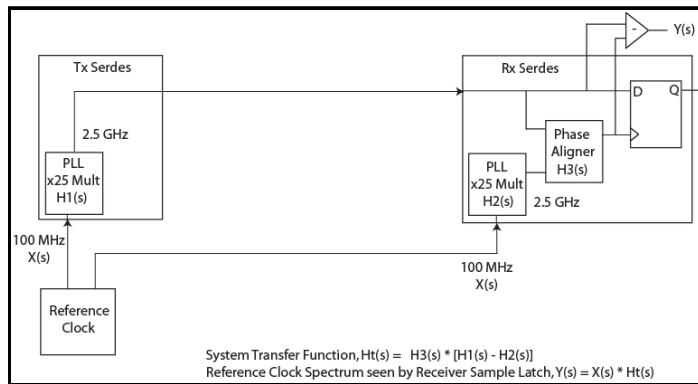 Y(s)
-
Tx Serdes
Rx Serdes
D
Q
2.5 GHz
Phase
Aligner
H3(s)
PLL
x25 Mult
H1(s)
PLL
x25 Mult
H2(s)
2.5 GHz
100 MHz
X(s)
100 MHz
X(s)
Reference
Clock
System Transfer Function, Ht(s) = H3(s) * [H1(s) - H2(s)]
Reference Clock Spectrum seen by Receiver Sample Latch, Y(s) = X(s) * Ht(s)